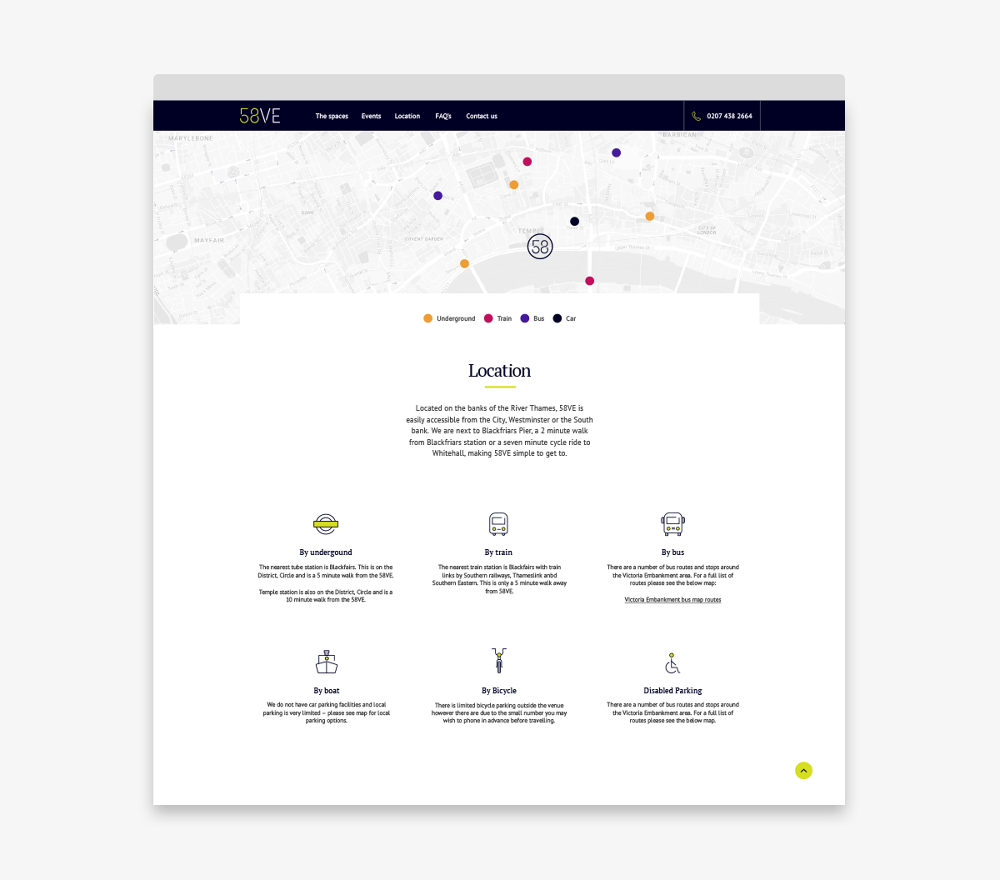 58VE
The spaces Events Location FAQ's Contact us
0207 438 2664
MARYLEBONE
BARBICAN
MAYFAIR
COVENT GARDEN
TEMPLE
CITY OF
LONDON
58
Underground Train Bus Car
Location
Located on the banks of the River Thames, 58VE is
easily accessible from the City, Westminster or the South
bank. We are next to Blackfriars Pier, a 2 minute walk
from Blackfriars station or a seven minute cycle ride to
Whitehall, making 58VE simple to get to.
By undergound
The nearest tube station is Blackfairs. This is on the
District, Circle and is a 5 minute walk from the 58VE.
Temple station is also on the District, Circle and is a
10 minute walk from the 58VE.
By train
The nearest train station is Blackfairs with train
links by Southern railways, Thameslink anbd
Southern Eastern. This is only a 5 minute walk away
from 58VE.
By bus
There are a number of bus routes and stops around
the Victoria Embankment area. For a full list of
routes please see the below map:
Victoria Embankment bus map routes
By boat
We do not have car parking facilities and local
parking is very limited – please see map for local
parking options.
By Bicycle
There is limited bicycle parking outside the venue
however there are due to the small number you may
wish to phone in advance before travelling.
Disabled Parking
There are a number of bus routes and stops around
the Victoria Embankment area. For a full list of
routes please see the below map.